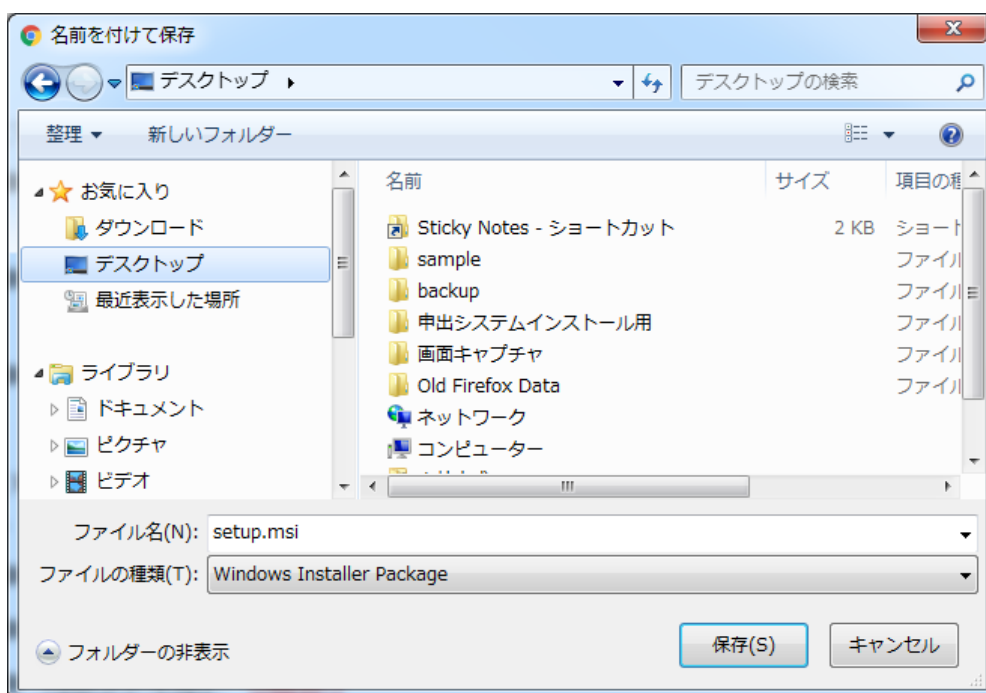 名前を付けて保存
デスクトップ
デスクトップの検索
整理
新しいフォルダー
お気に入り
ダウンロード
デスクトップ
最近表示した場所
ライブラリ
ドキュメント
ピクチャ
ビデオ
名前 サイズ 項目の種
Sticky Notes - ショートカット 2 KB ショート
sample ファイル
backup ファイル
申出システムインストール用 ファイル
画面キャプチャ ファイル
Old Firefox Data ファイル
ネットワーク
コンピューター
ファイル名(N): setup.msi
ファイルの種類(T): Windows Installer Package
フォルダーの非表示
保存(S) キャンセル